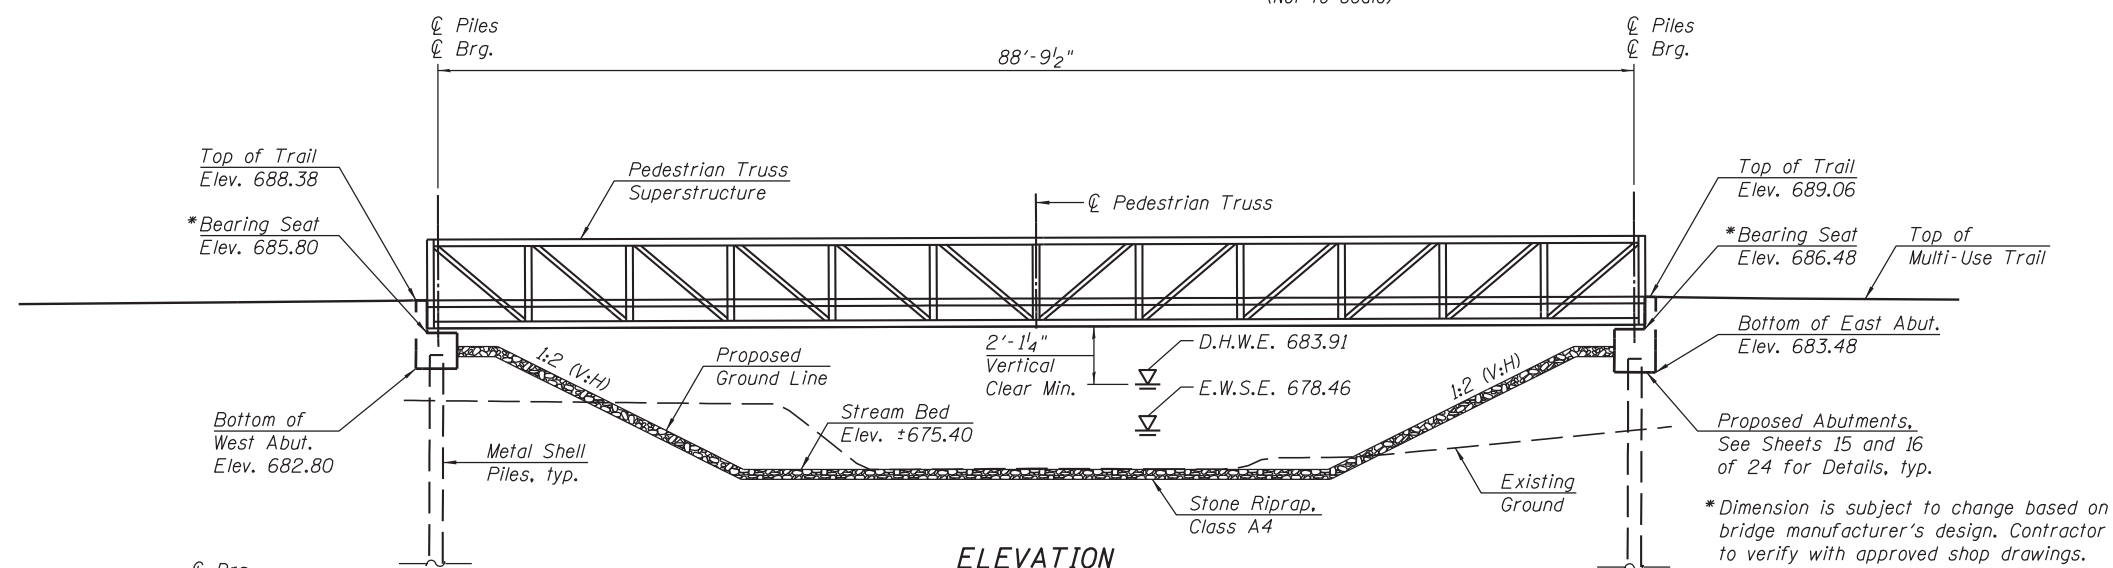 ℄ Piles
℄ Brg.
88'-9½"
℄ Piles
℄ Brg.
Top of Trail
Elev. 688.38
*Bearing Seat
Elev. 685.80
Pedestrian Truss
Superstructure
℄ Pedestrian Truss
Top of Trail
Elev. 689.06
*Bearing Seat
Elev. 686.48
Top of
Multi-Use Trail
Bottom of East Abut.
Elev. 683.48
1:2 (V:H)
Proposed
Ground Line
2'-1¼"
Vertical
Clear Min.
D.H.W.E. 683.91
E.W.S.E. 678.46
1:2 (V:H)
Bottom of
West Abut.
Elev. 682.80
Metal Shell
Piles, typ.
Stream Bed
Elev. ±675.40
Stone Riprap,
Class A4
Existing
Ground
Proposed Abutments,
See Sheets 15 and 16
of 24 for Details, typ.
*Dimension is subject to change based on
bridge manufacturer's design. Contractor
to verify with approved shop drawings.
ELEVATION